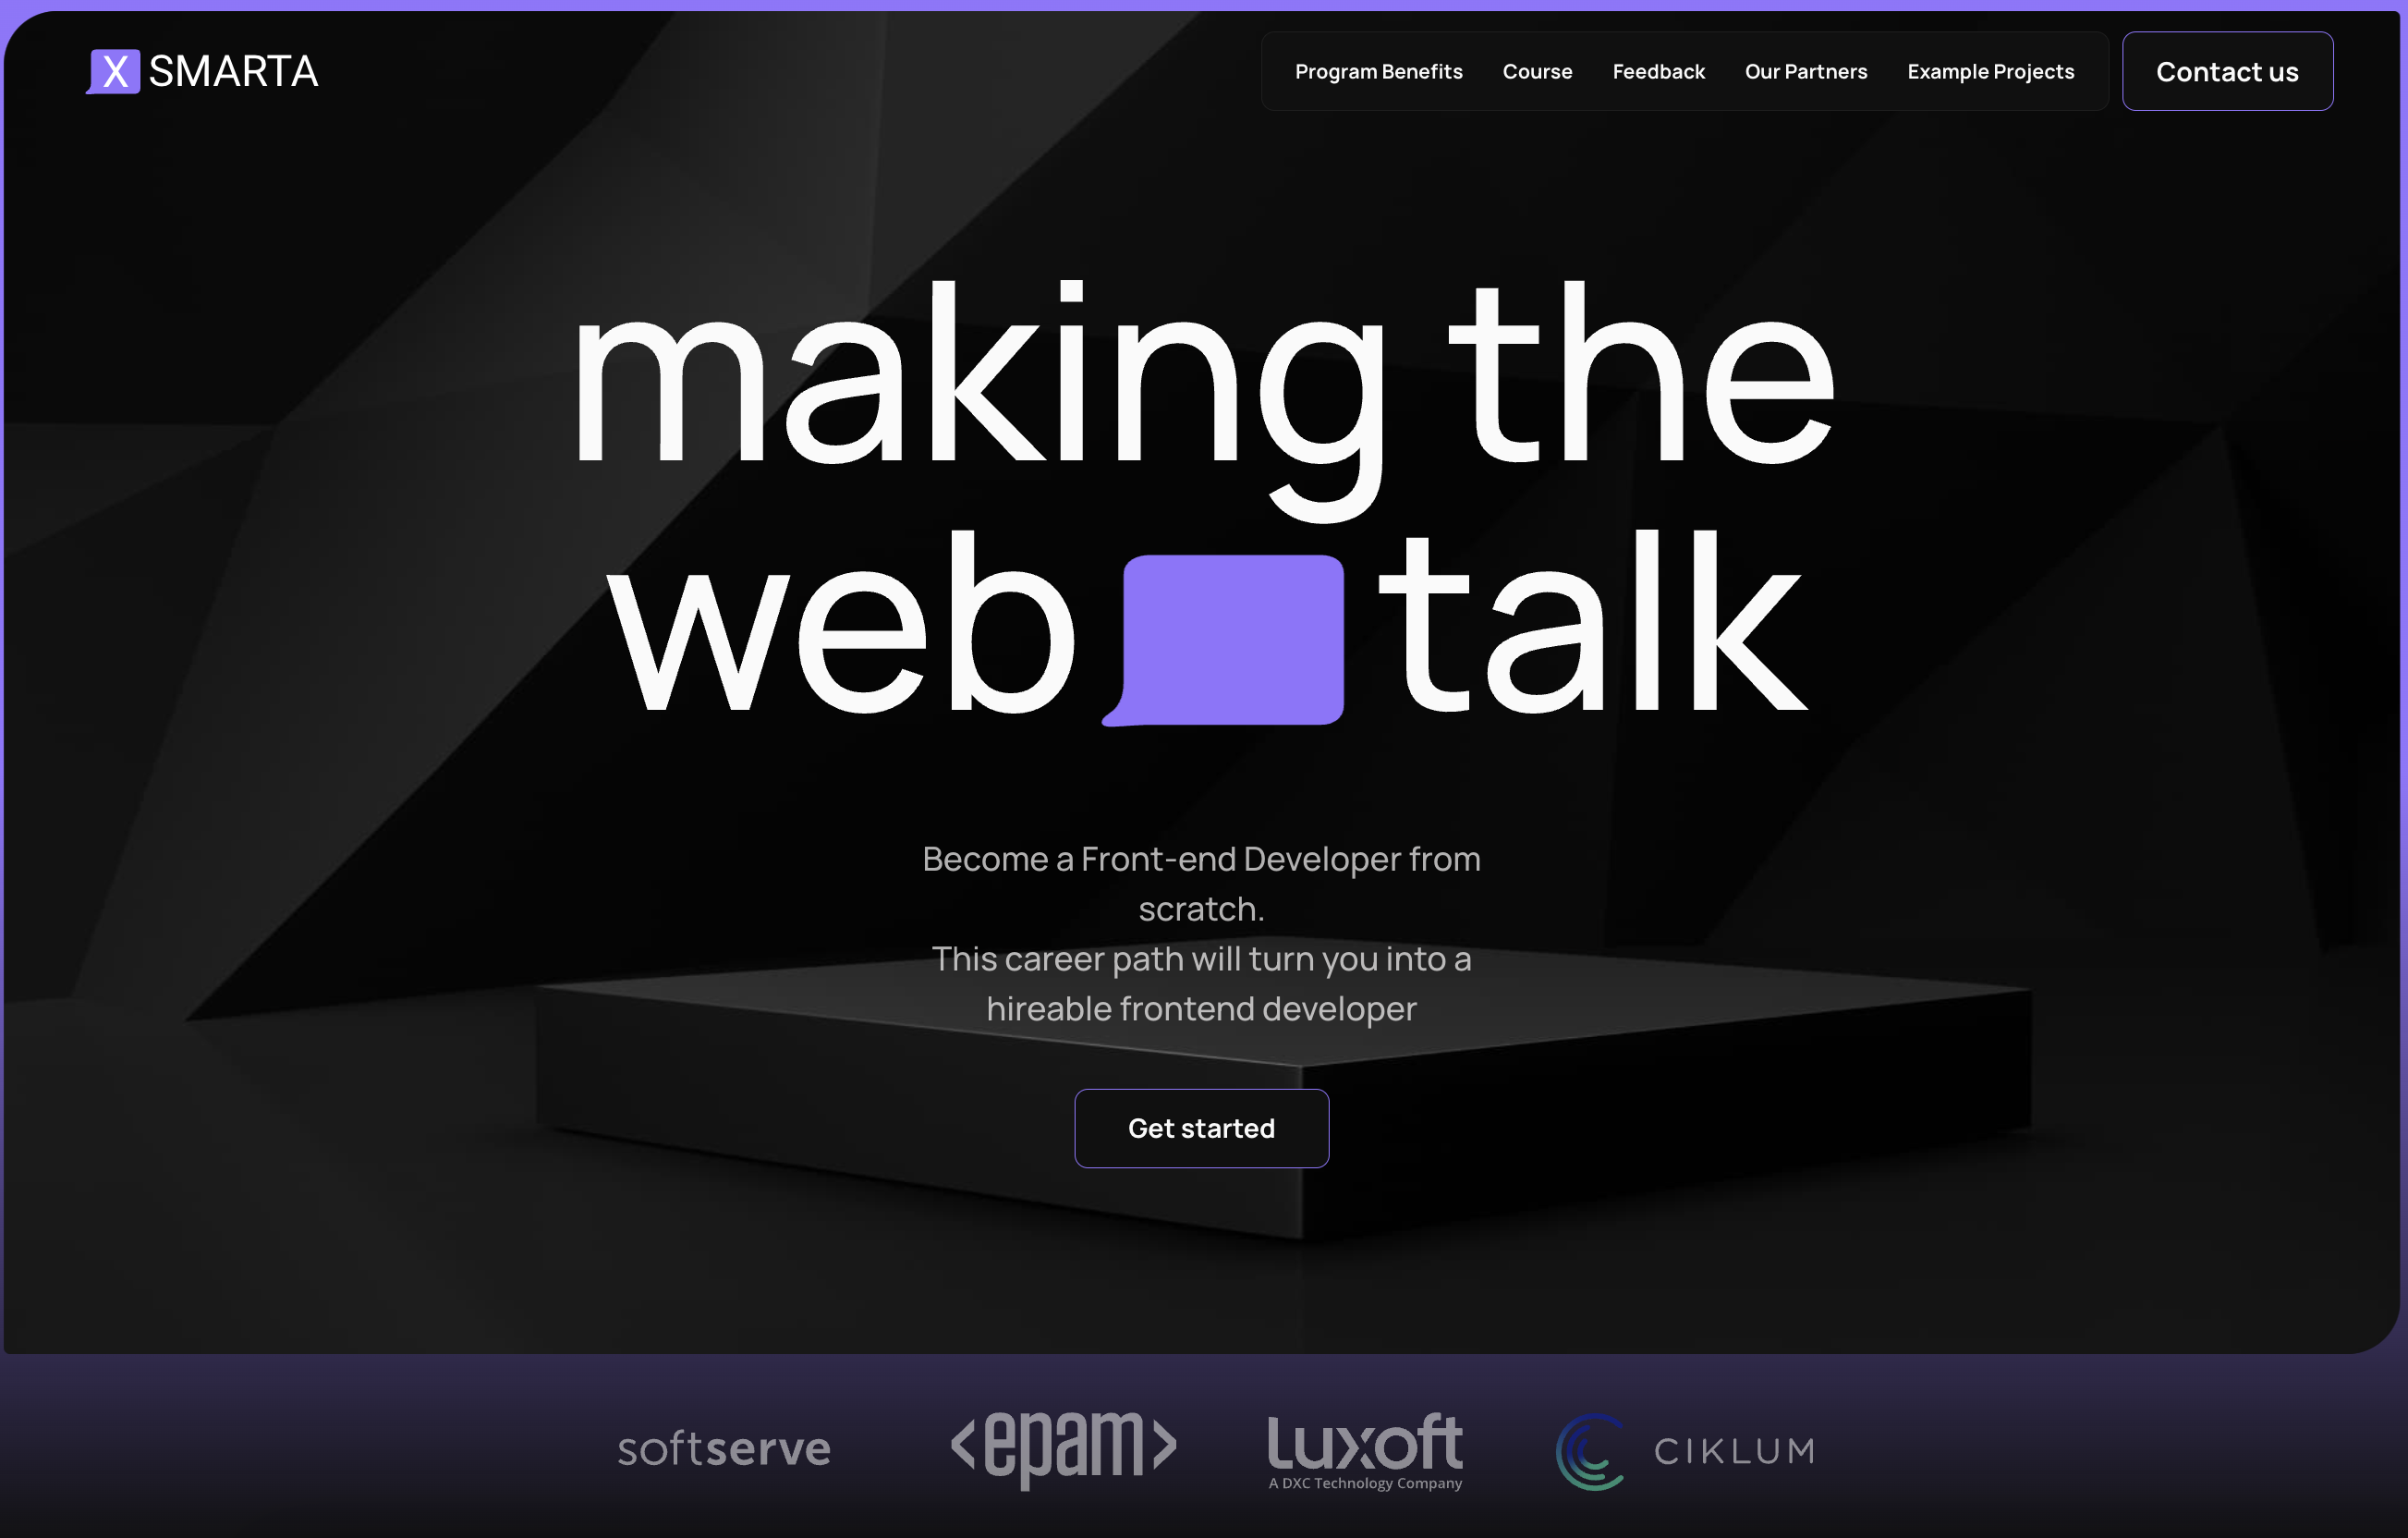 X SMARTA
Program Benefits Course Feedback Our Partners Example Projects Contact us
making the
web talk
Become a Front-end Developer from
scratch.
This career path will turn you into a
hireable frontend developer
Get started
softserve <epam> Luxoft CIKLUM
A DXC Technology Company